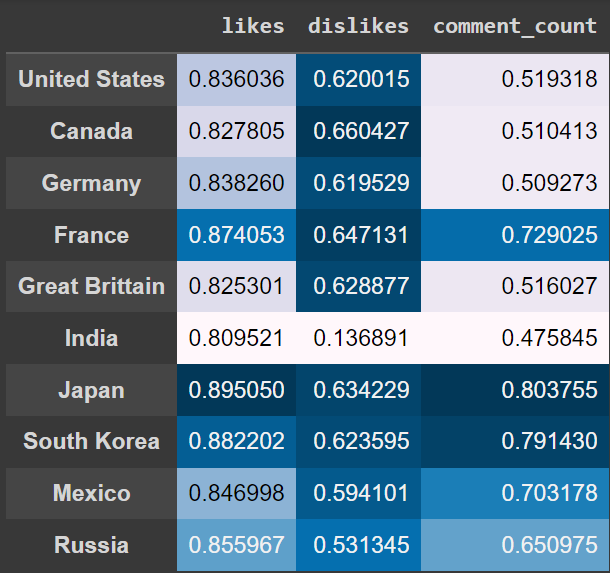 likes dislikes comment_count
United States 0.836036 0.620015 0.519318
Canada 0.827805 0.660427 0.510413
Germany 0.838260 0.619529 0.509273
France 0.874053 0.647131 0.729025
Great Brittain 0.825301 0.628877 0.516027
India 0.809521 0.136891 0.475845
Japan 0.895050 0.634229 0.803755
South Korea 0.882202 0.623595 0.791430
Mexico 0.846998 0.594101 0.703178
Russia 0.855967 0.531345 0.650975